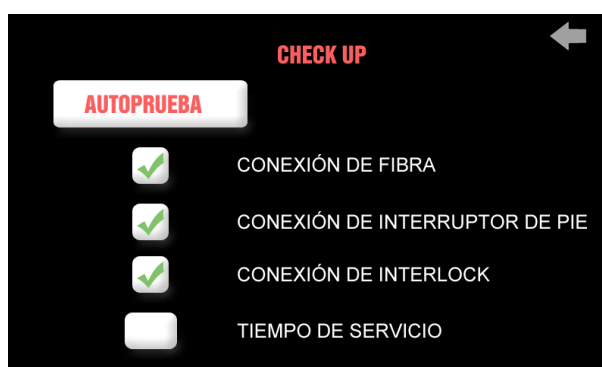 CHECK UP
AUTOPRUEBA
CONEXIÓN DE FIBRA
CONEXIÓN DE INTERRUPTOR DE PIE
CONEXIÓN DE INTERLOCK
TIEMPO DE SERVICIO